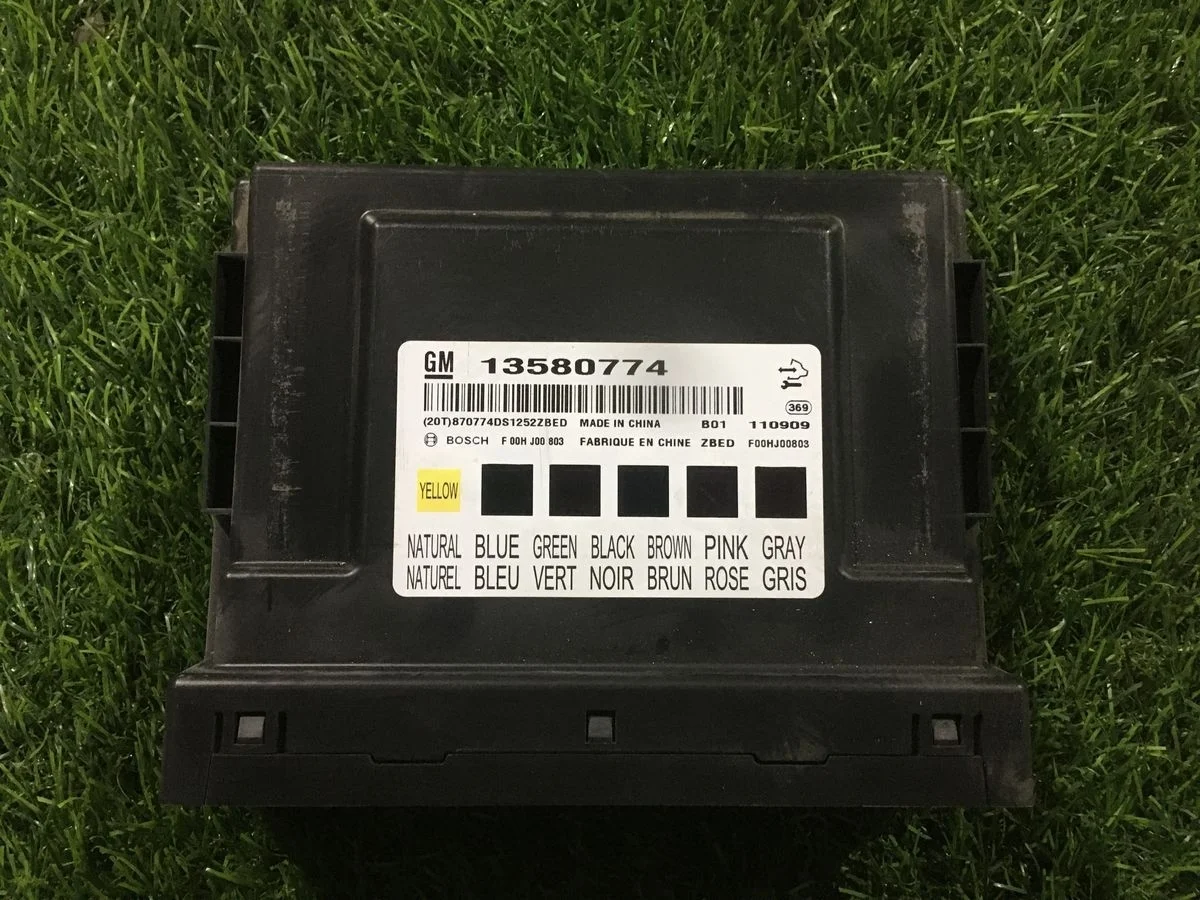 GM 13580774
369
(20T)870774DS1252ZBED MADE IN CHINA B01 110909
BOSCH F 00H J00 803 FABRIQUE EN CHINE ZBED F00HJ00803
YELLOW
NATURAL BLUE GREEN BLACK BROWN PINK GRAY
NATUREL BLEU VERT NOIR BRUN ROSE GRIS